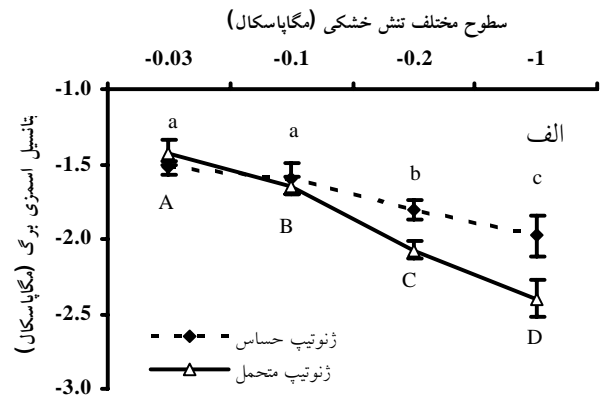 سطوح مختلف تنش خشکی (مگاپاسکال)
-0.03 -0.1 -0.2 -1
پتانسیل اسمزی برگ (مگاپاسکال)
-1.0
-1.5
-2.0
-2.5
-3.0
الف
a a b c
A B C D
ژنوتیپ حساس
ژنوتیپ متحمل